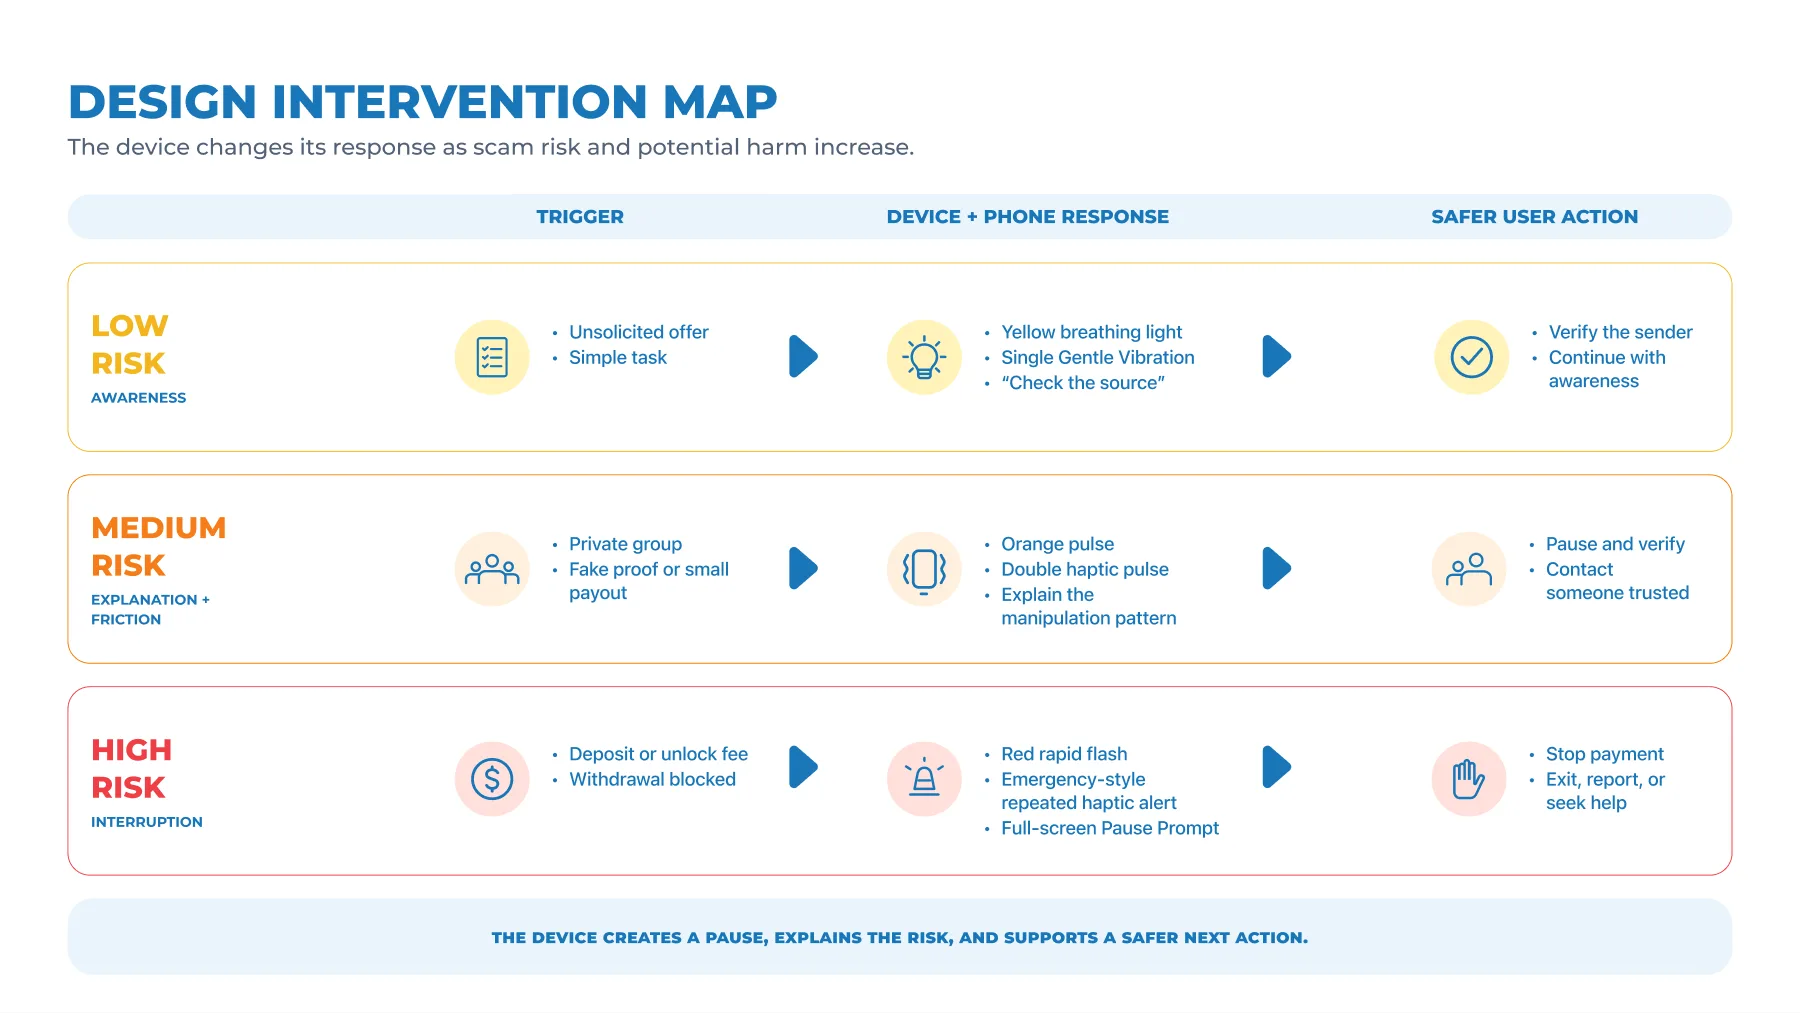 DESIGN INTERVENTION MAP
The device changes its response as scam risk and potential harm increase.
TRIGGER
DEVICE + PHONE RESPONSE
SAFER USER ACTION
LOW
RISK
AWARENESS
• Unsolicited offer
• Simple task
• Yellow breathing light
• Single Gentle Vibration
• “Check the source”
• Verify the sender
• Continue with
awareness
MEDIUM
RISK
EXPLANATION +
FRICTION
• Private group
• Fake proof or small
payout
• Orange pulse
• Double haptic pulse
• Explain the
manipulation pattern
• Pause and verify
• Contact
someone trusted
HIGH
RISK
INTERRUPTION
• Deposit or unlock fee
• Withdrawal blocked
• Red rapid flash
• Emergency-style
repeated haptic alert
• Full-screen Pause Prompt
• Stop payment
• Exit, report, or
seek help
THE DEVICE CREATES A PAUSE, EXPLAINS THE RISK, AND SUPPORTS A SAFER NEXT ACTION.